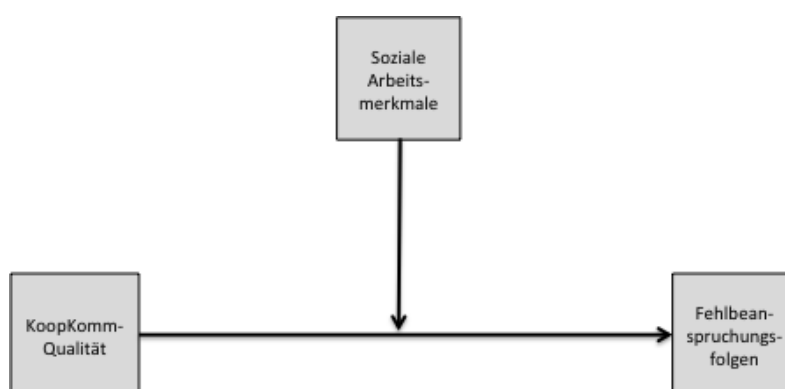 Soziale
Arbeits-
merkmale
KoopKomm-
Qualität
Fehlbean-
spruchungs-
folgen